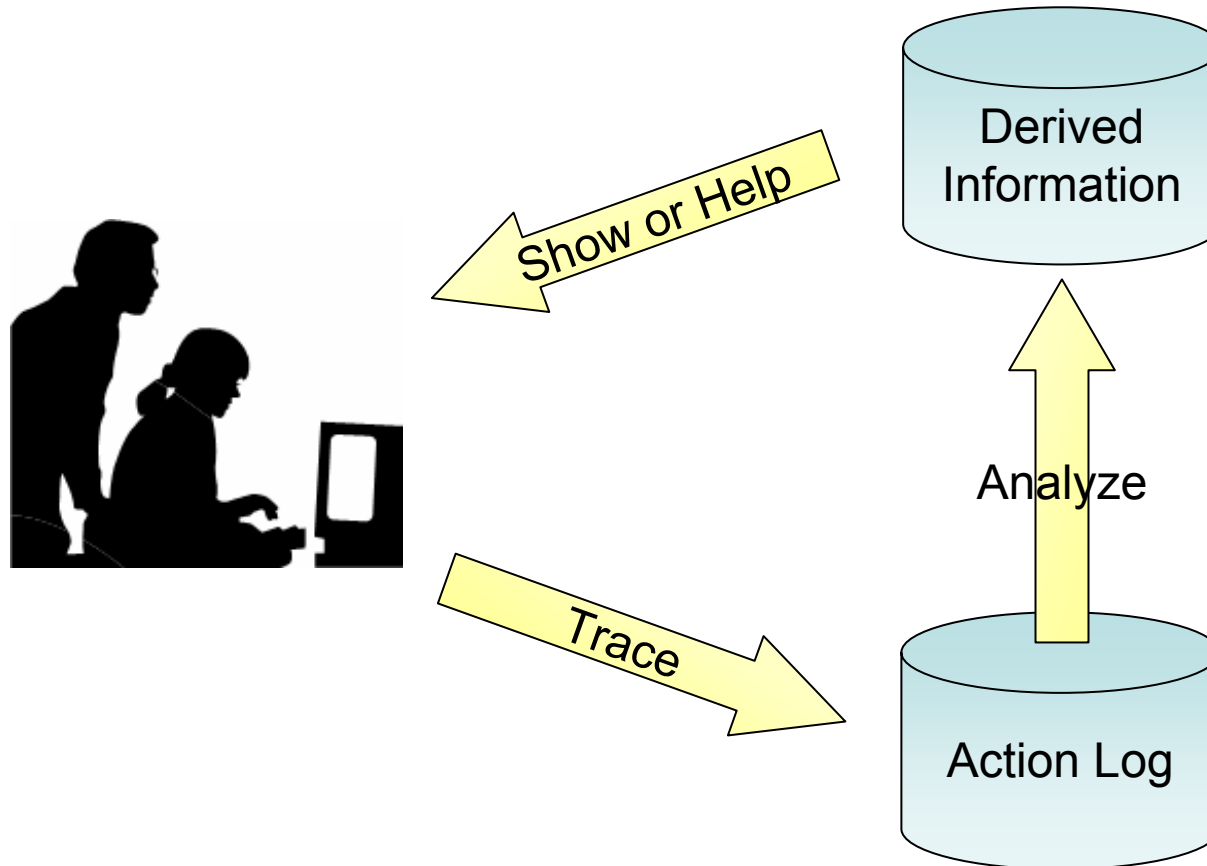 Derived
Information
Show or Help
Analyze
Trace
Action Log